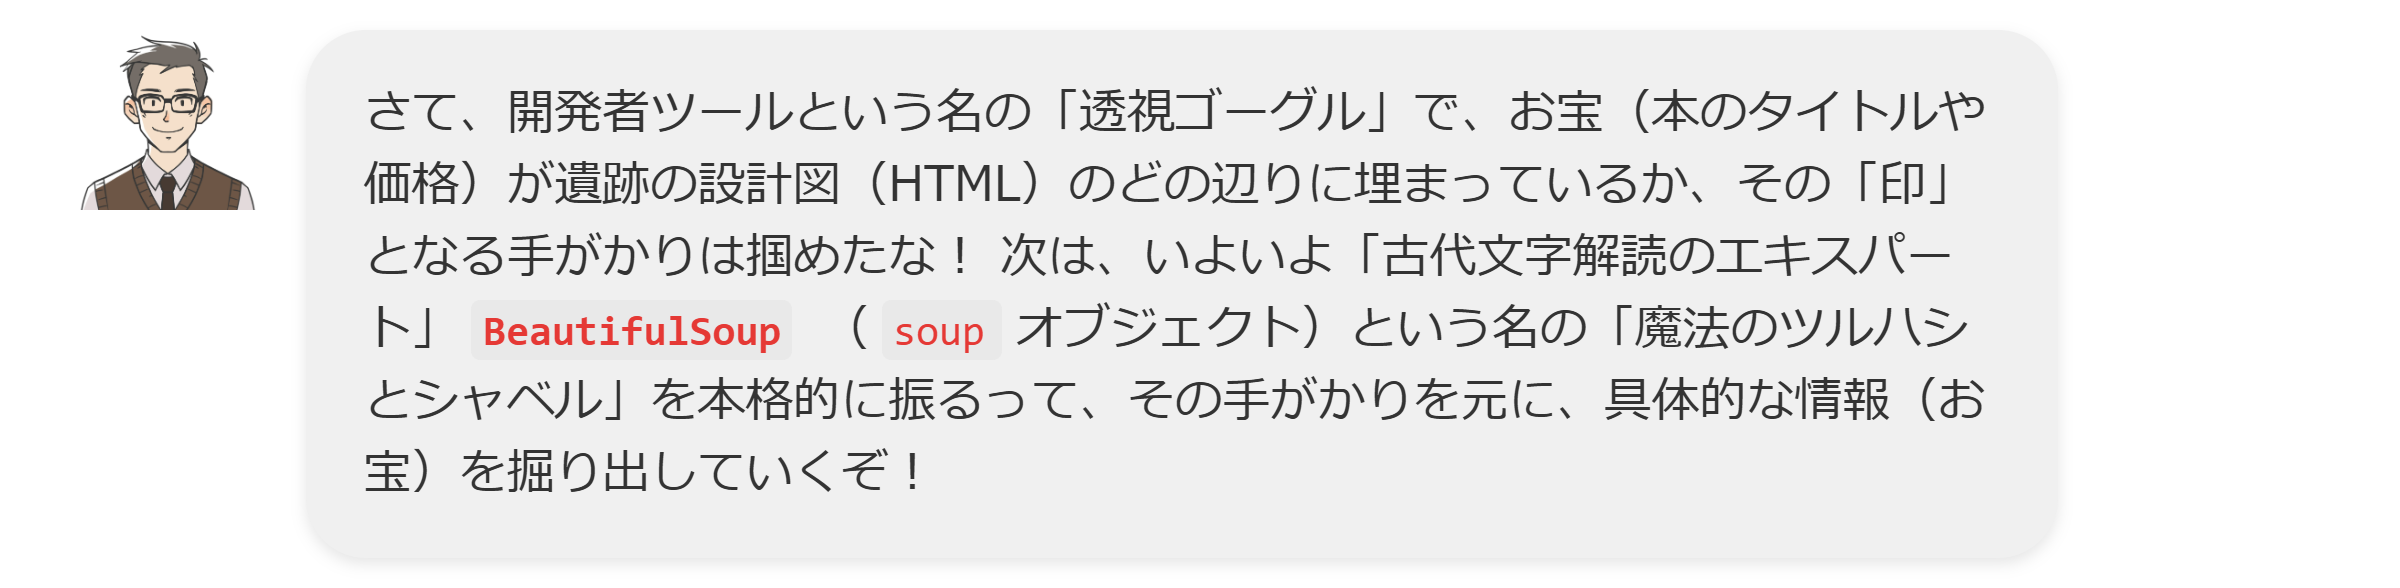 さて、開発者ツールという名の「透視ゴーグル」で、お宝（本のタイトルや
価格）が遺跡の設計図（HTML）のどの辺りに埋まっているか、その「印」
となる手がかりは掴めたな！ 次は、いよいよ「古代文字解読のエキスパー
ト」 BeautifulSoup （ soup オブジェクト）という名の「魔法のツルハシ
とシャベル」を本格的に振るって、その手がかりを元に、具体的な情報（お
宝）を掘り出していくぞ！